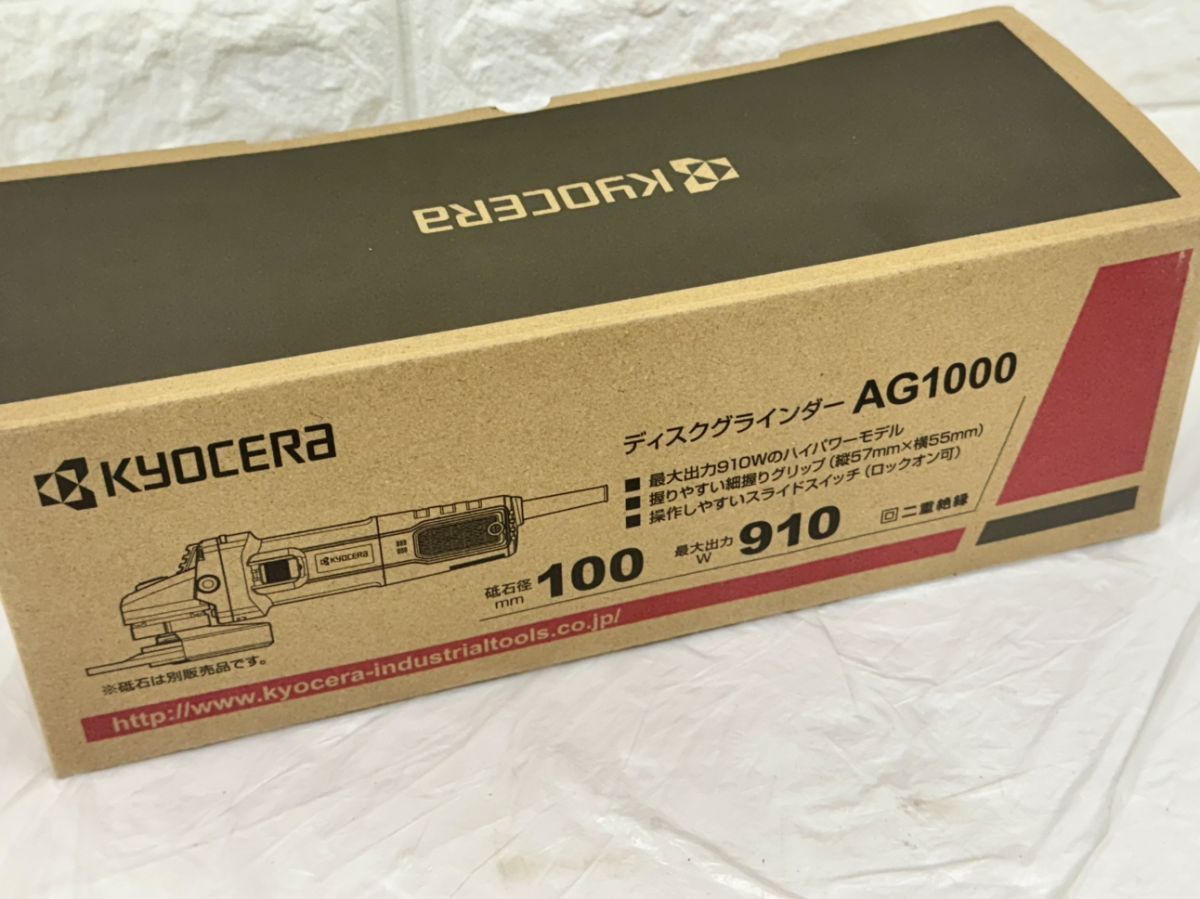 KYOCERA
KYOCERA
ディスクグラインダー AG1000
■ 最大出力910Wのハイパワーモデル
■ 握りやすい細握りグリップ（縦57mm×横55mm）
■ 操作しやすいスライドスイッチ（ロックオン可）
KYOCERA
砥石径 mm 100 最大出力 W 910 回二重絶縁
※砥石は別販売品です。
http://www.kyocera-industrialtools.co.jp/